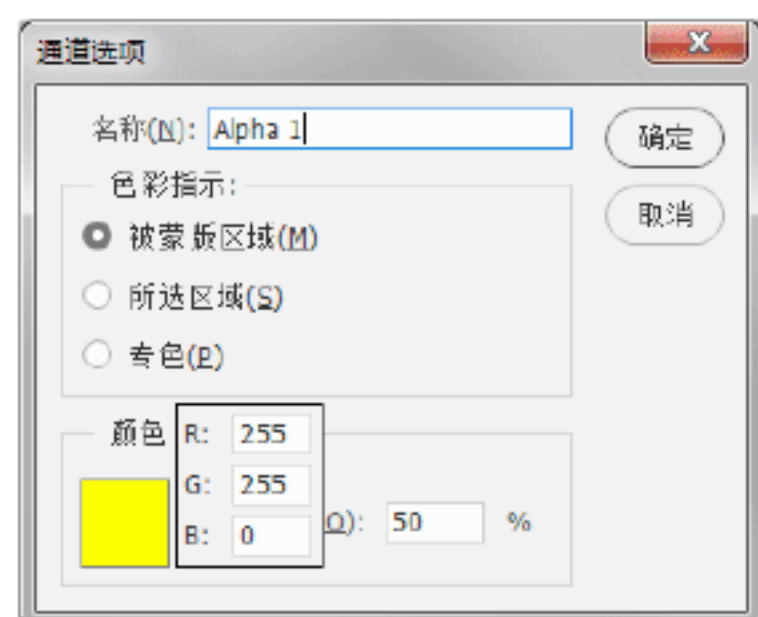 通道选项
名称(N): Alpha 1
确定
取消
色彩指示:
被蒙版区域(M)
所选区域(S)
专色(P)
颜色
R: 255
G: 255
B: 0
O): 50 %